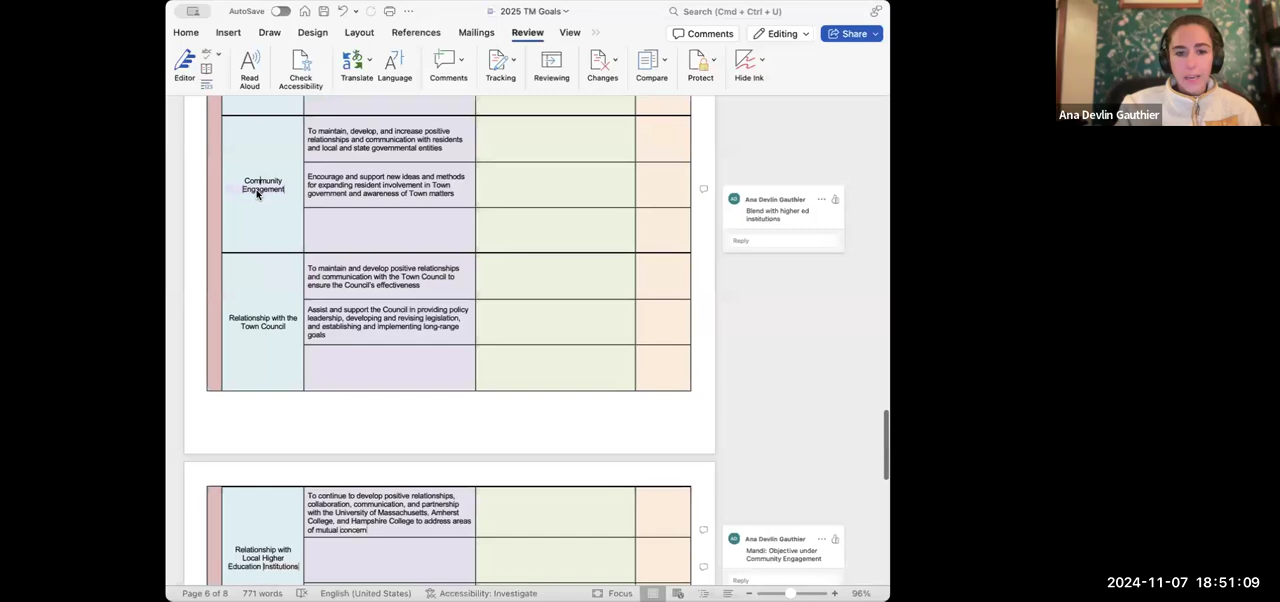 AutoSave
2025 TM Goals
Search (Cmd + Ctrl + U)
Home
Insert
Draw
Design
Layout
References
Mailings
Review
View
Comments
Editing
Share
Editor
Read
Aloud
Check
Accessibility
Translate
Language
Comments
Tracking
Reviewing
Changes
Compare
Protect
Hide Ink
Ana Devlin Gauthier
Community
Engagement
To maintain, develop, and increase positive
relationships and communication with residents
and local and state governmental entities
Encourage and support new ideas and methods
for expanding resident involvement in Town
government and awareness of Town matters
AD
Ana Devlin Gauthier
Blend with higher ed
institutions
Reply
Relationship with the
Town Council
To maintain and develop positive relationships
and communication with the Town Council to
ensure the Council's effectiveness
Assist and support the Council in providing policy
leadership, developing and revising legislation,
and establishing and implementing long-range
goals
Relationship with
Local Higher
Education Institutions
To continue to develop positive relationships,
collaboration, communication, and partnership
with the University of Massachusetts, Amherst
College, and Hampshire College to address areas
of mutual concern
AD
Ana Devlin Gauthier
Mandi: Objective under
Community Engagement
Reply
Page 6 of 8
771 words
English (United States)
Accessibility: Investigate
Focus
96%
2024-11-07 18:51:09